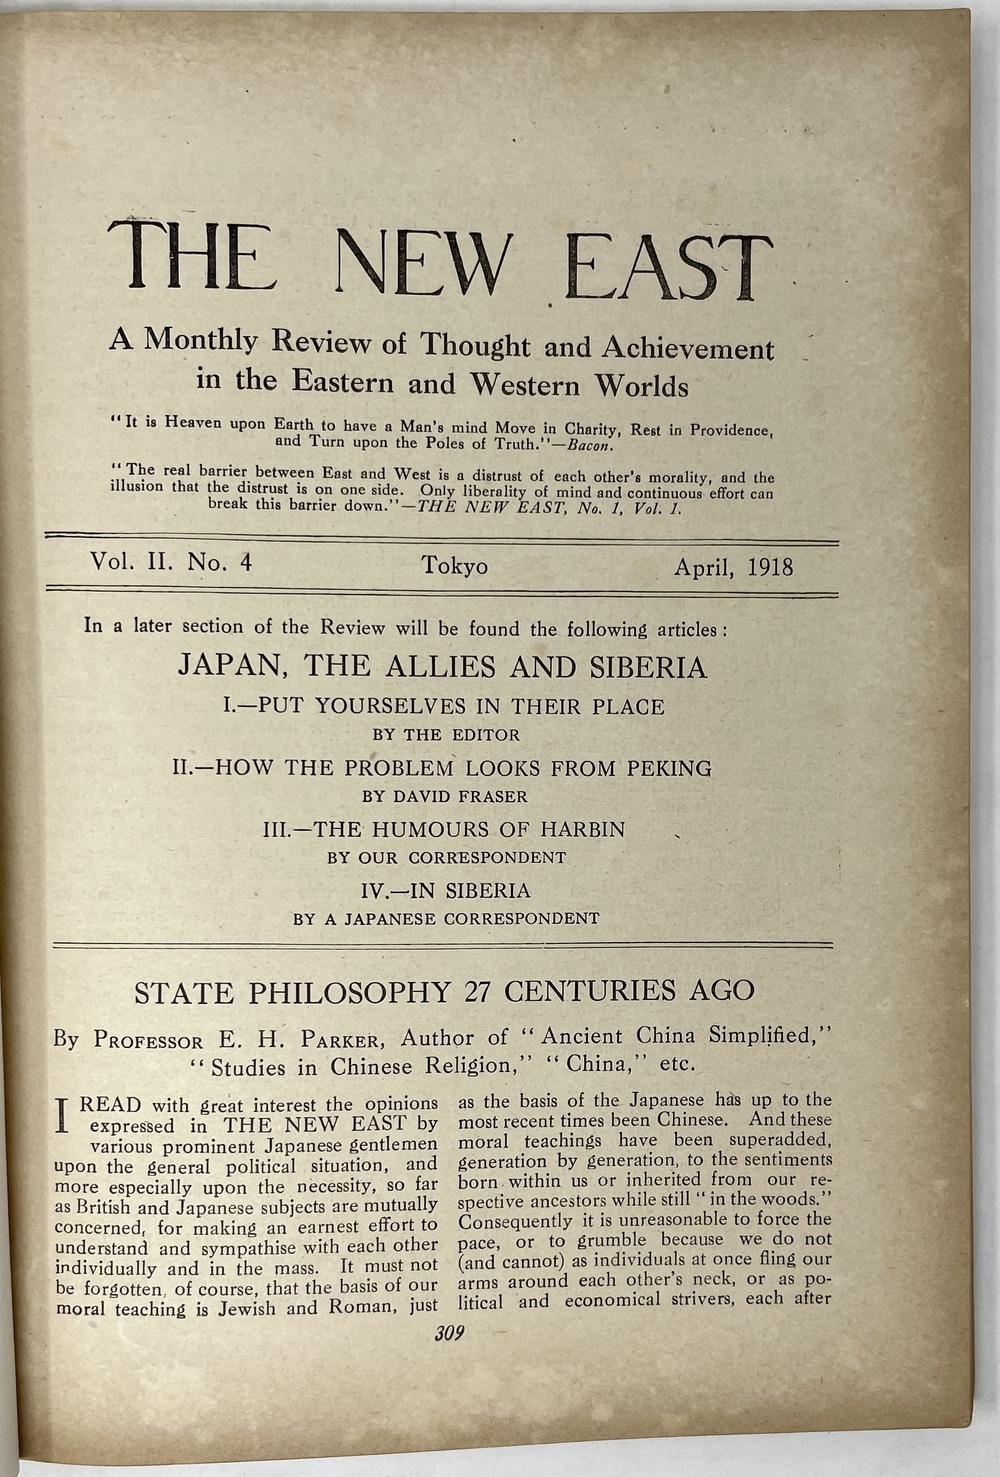 THE NEW EAST
A Monthly Review of Thought and Achievement
in the Eastern and Western Worlds
"It is Heaven upon Earth to have a Man's mind Move in Charity, Rest in Providence,
and Turn upon the Poles of Truth."—Bacon.
"The real barrier between East and West is a distrust of each other's morality, and the
illusion that the distrust is on one side. Only liberality of mind and continuous effort can
break this barrier down."—THE NEW EAST, No. 1, Vol. 1.
Vol. II. No. 4 Tokyo April, 1918
In a later section of the Review will be found the following articles:
JAPAN, THE ALLIES AND SIBERIA
I.—PUT YOURSELVES IN THEIR PLACE
BY THE EDITOR
II.—HOW THE PROBLEM LOOKS FROM PEKING
BY DAVID FRASER
III.—THE HUMOURS OF HARBIN
BY OUR CORRESPONDENT
IV.—IN SIBERIA
BY A JAPANESE CORRESPONDENT
STATE PHILOSOPHY 27 CENTURIES AGO
By PROFESSOR E. H. PARKER, Author of "Ancient China Simplified,"
"Studies in Chinese Religion," "China," etc.
I READ with great interest the opinions
expressed in THE NEW EAST by
various prominent Japanese gentlemen
upon the general political situation, and
more especially upon the necessity, so far
as British and Japanese subjects are mutually
concerned, for making an earnest effort to
understand and sympathise with each other
individually and in the mass. It must not
be forgotten, of course, that the basis of our
moral teaching is Jewish and Roman, just
as the basis of the Japanese has up to the
most recent times been Chinese. And these
moral teachings have been superadded,
generation by generation, to the sentiments
born within us or inherited from our re-
spective ancestors while still "in the woods."
Consequently it is unreasonable to force the
pace, or to grumble because we do not
(and cannot) as individuals at once fling our
arms around each other's neck, or as po-
litical and economical strivers, each after
309